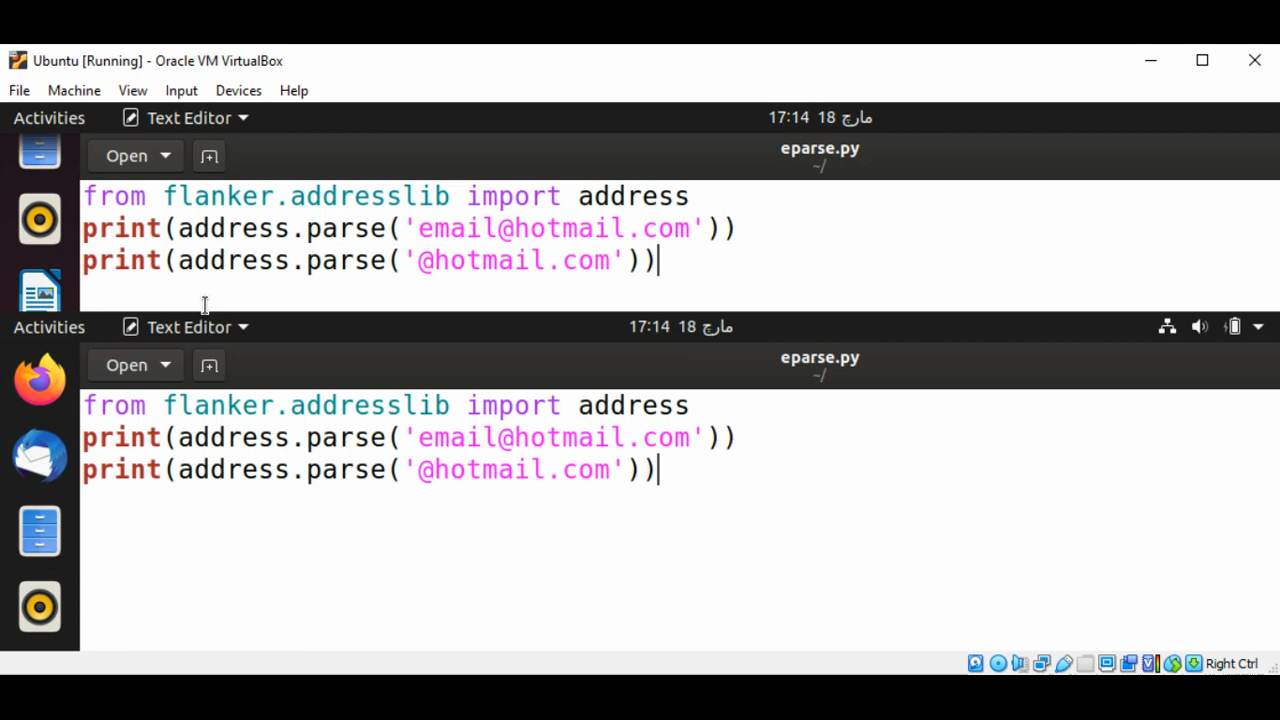 Ubuntu [Running] - Oracle VM VirtualBox
File Machine View Input Devices Help
Activities Text Editor 17:14 18 مارچ
Open eparse.py
~/
from flanker.addresslib import address
print(address.parse('email@hotmail.com'))
print(address.parse('@hotmail.com'))
Activities Text Editor 17:14 18 مارچ
Open eparse.py
~/
from flanker.addresslib import address
print(address.parse('email@hotmail.com'))
print(address.parse('@hotmail.com'))
Right Ctrl